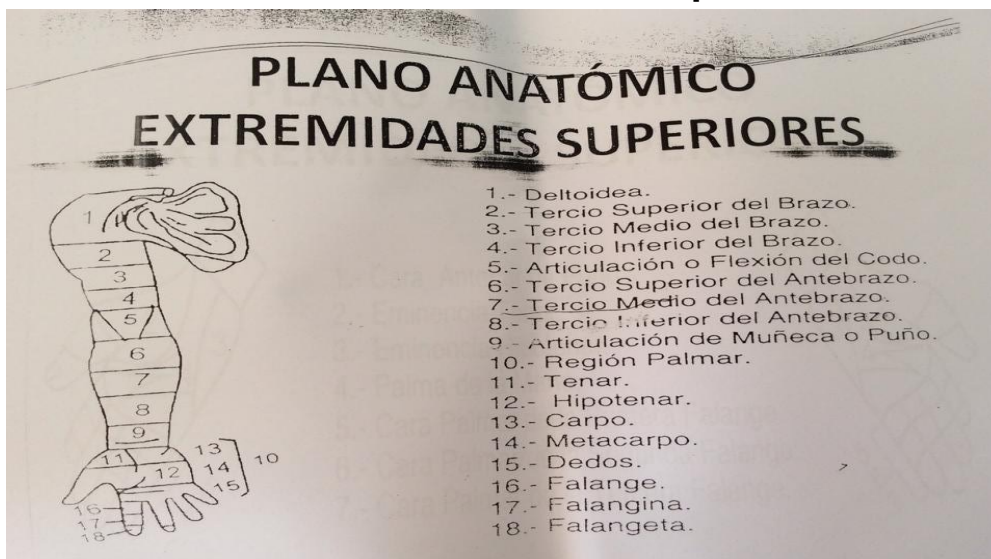 PLANO ANATÓMICO
EXTREMIDADES SUPERIORES
1.- Deltoidea.
2.- Tercio Superior del Brazo.
3.- Tercio Medio del Brazo.
4.- Tercio Inferior del Brazo.
5.- Articulación o Flexión del Codo.
6.- Tercio Superior del Antebrazo.
7.- Tercio Medio del Antebrazo.
8.- Tercio Inferior del Antebrazo.
9.- Articulación de Muñeca o Puño.
10.- Región Palmar.
11.- Tenar.
12.- Hipotenar.
13.- Carpo.
14.- Metacarpo.
15.- Dedos.
16.- Falange.
17.- Falangina.
18.- Falangeta.
1
2
3
4
5
6
7
8
9
11
12
13
14
15
10
16
17
18